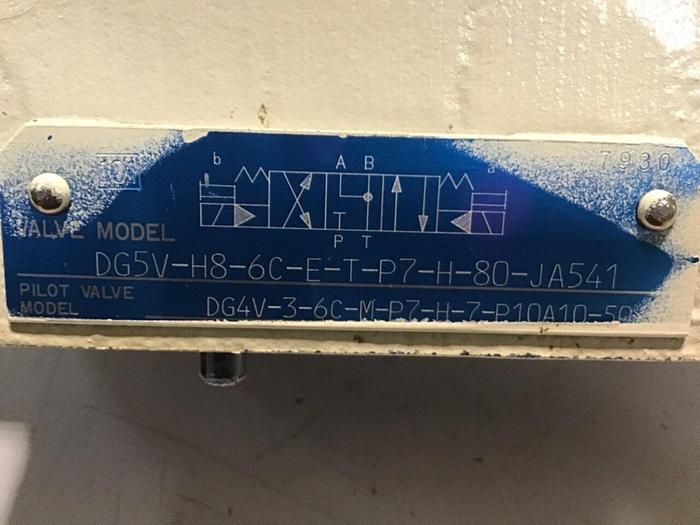 7930
b
A B
a
T
P T
VALVE MODEL
DG5V-H8-6C-E-T-P7-H-80-JA541
PILOT VALVE
MODEL
DG4V-3-6C-M-P7-H-7-P10A10-50